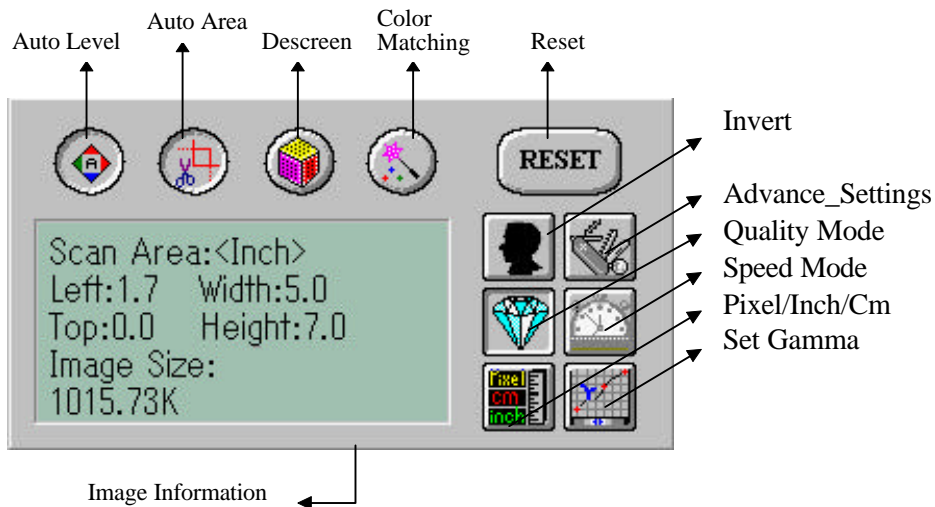 Auto Level
Auto Area
Descreen
Color
Matching
Reset
A
RESET
Invert
Advance_Settings
Quality Mode
Speed Mode
Pixel/Inch/Cm
Set Gamma
Scan Area:<Inch>
Left:1.7 Width:5.0
Top:0.0 Height:7.0
Image Size:
1015.73K
Pixel
cm
inch
γ
Image Information